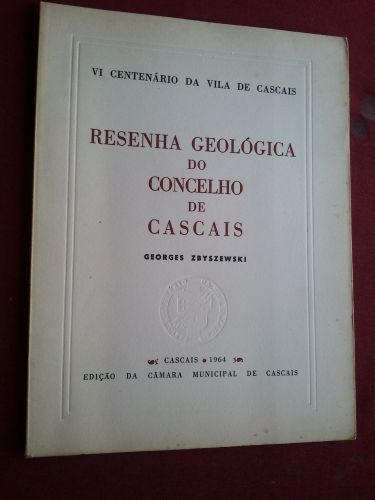 VI CENTENÁRIO DA VILA DE CASCAIS
RESENHA GEOLÓGICA
DO
CONCELHO
DE
CASCAIS
GEORGES ZBYSZEWSKI
CASCAIS • 1964
EDIÇÃO DA CÂMARA MUNICIPAL DE CASCAIS